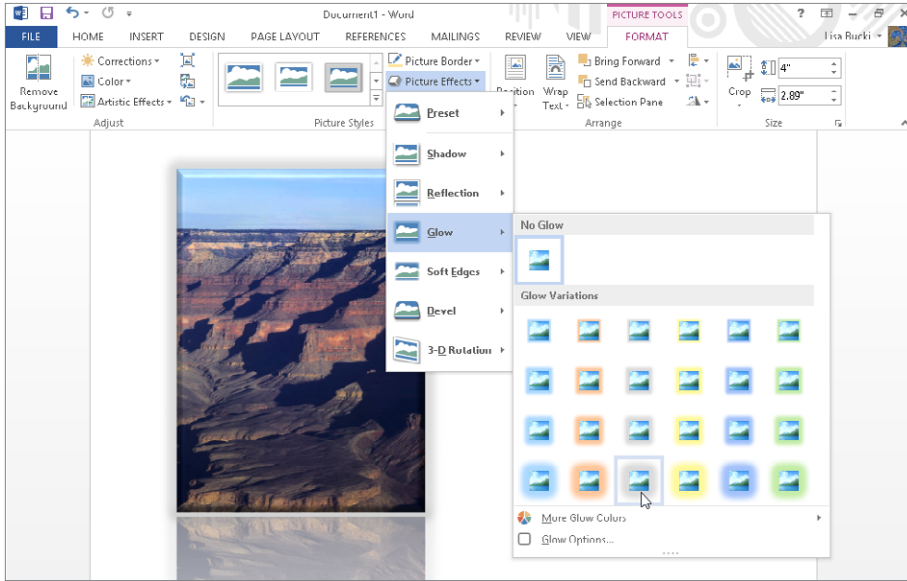 Document1 - Word
PICTURE TOOLS
FILE HOME INSERT DESIGN PAGE LAYOUT REFERENCES MAILINGS REVIEW VIEW FORMAT Lisa Bucki
Corrections
Color
Artistic Effects
Remove
Background
Adjust
Picture Styles
Picture Border
Picture Effects
Position
Wrap
Text
Bring Forward
Send Backward
Selection Pane
Arrange
Crop
4"
2.89"
Size
Preset
Shadow
Reflection
Glow
Soft Edges
Bevel
3-D Rotation
No Glow
Glow Variations
More Glow Colors
Glow Options...